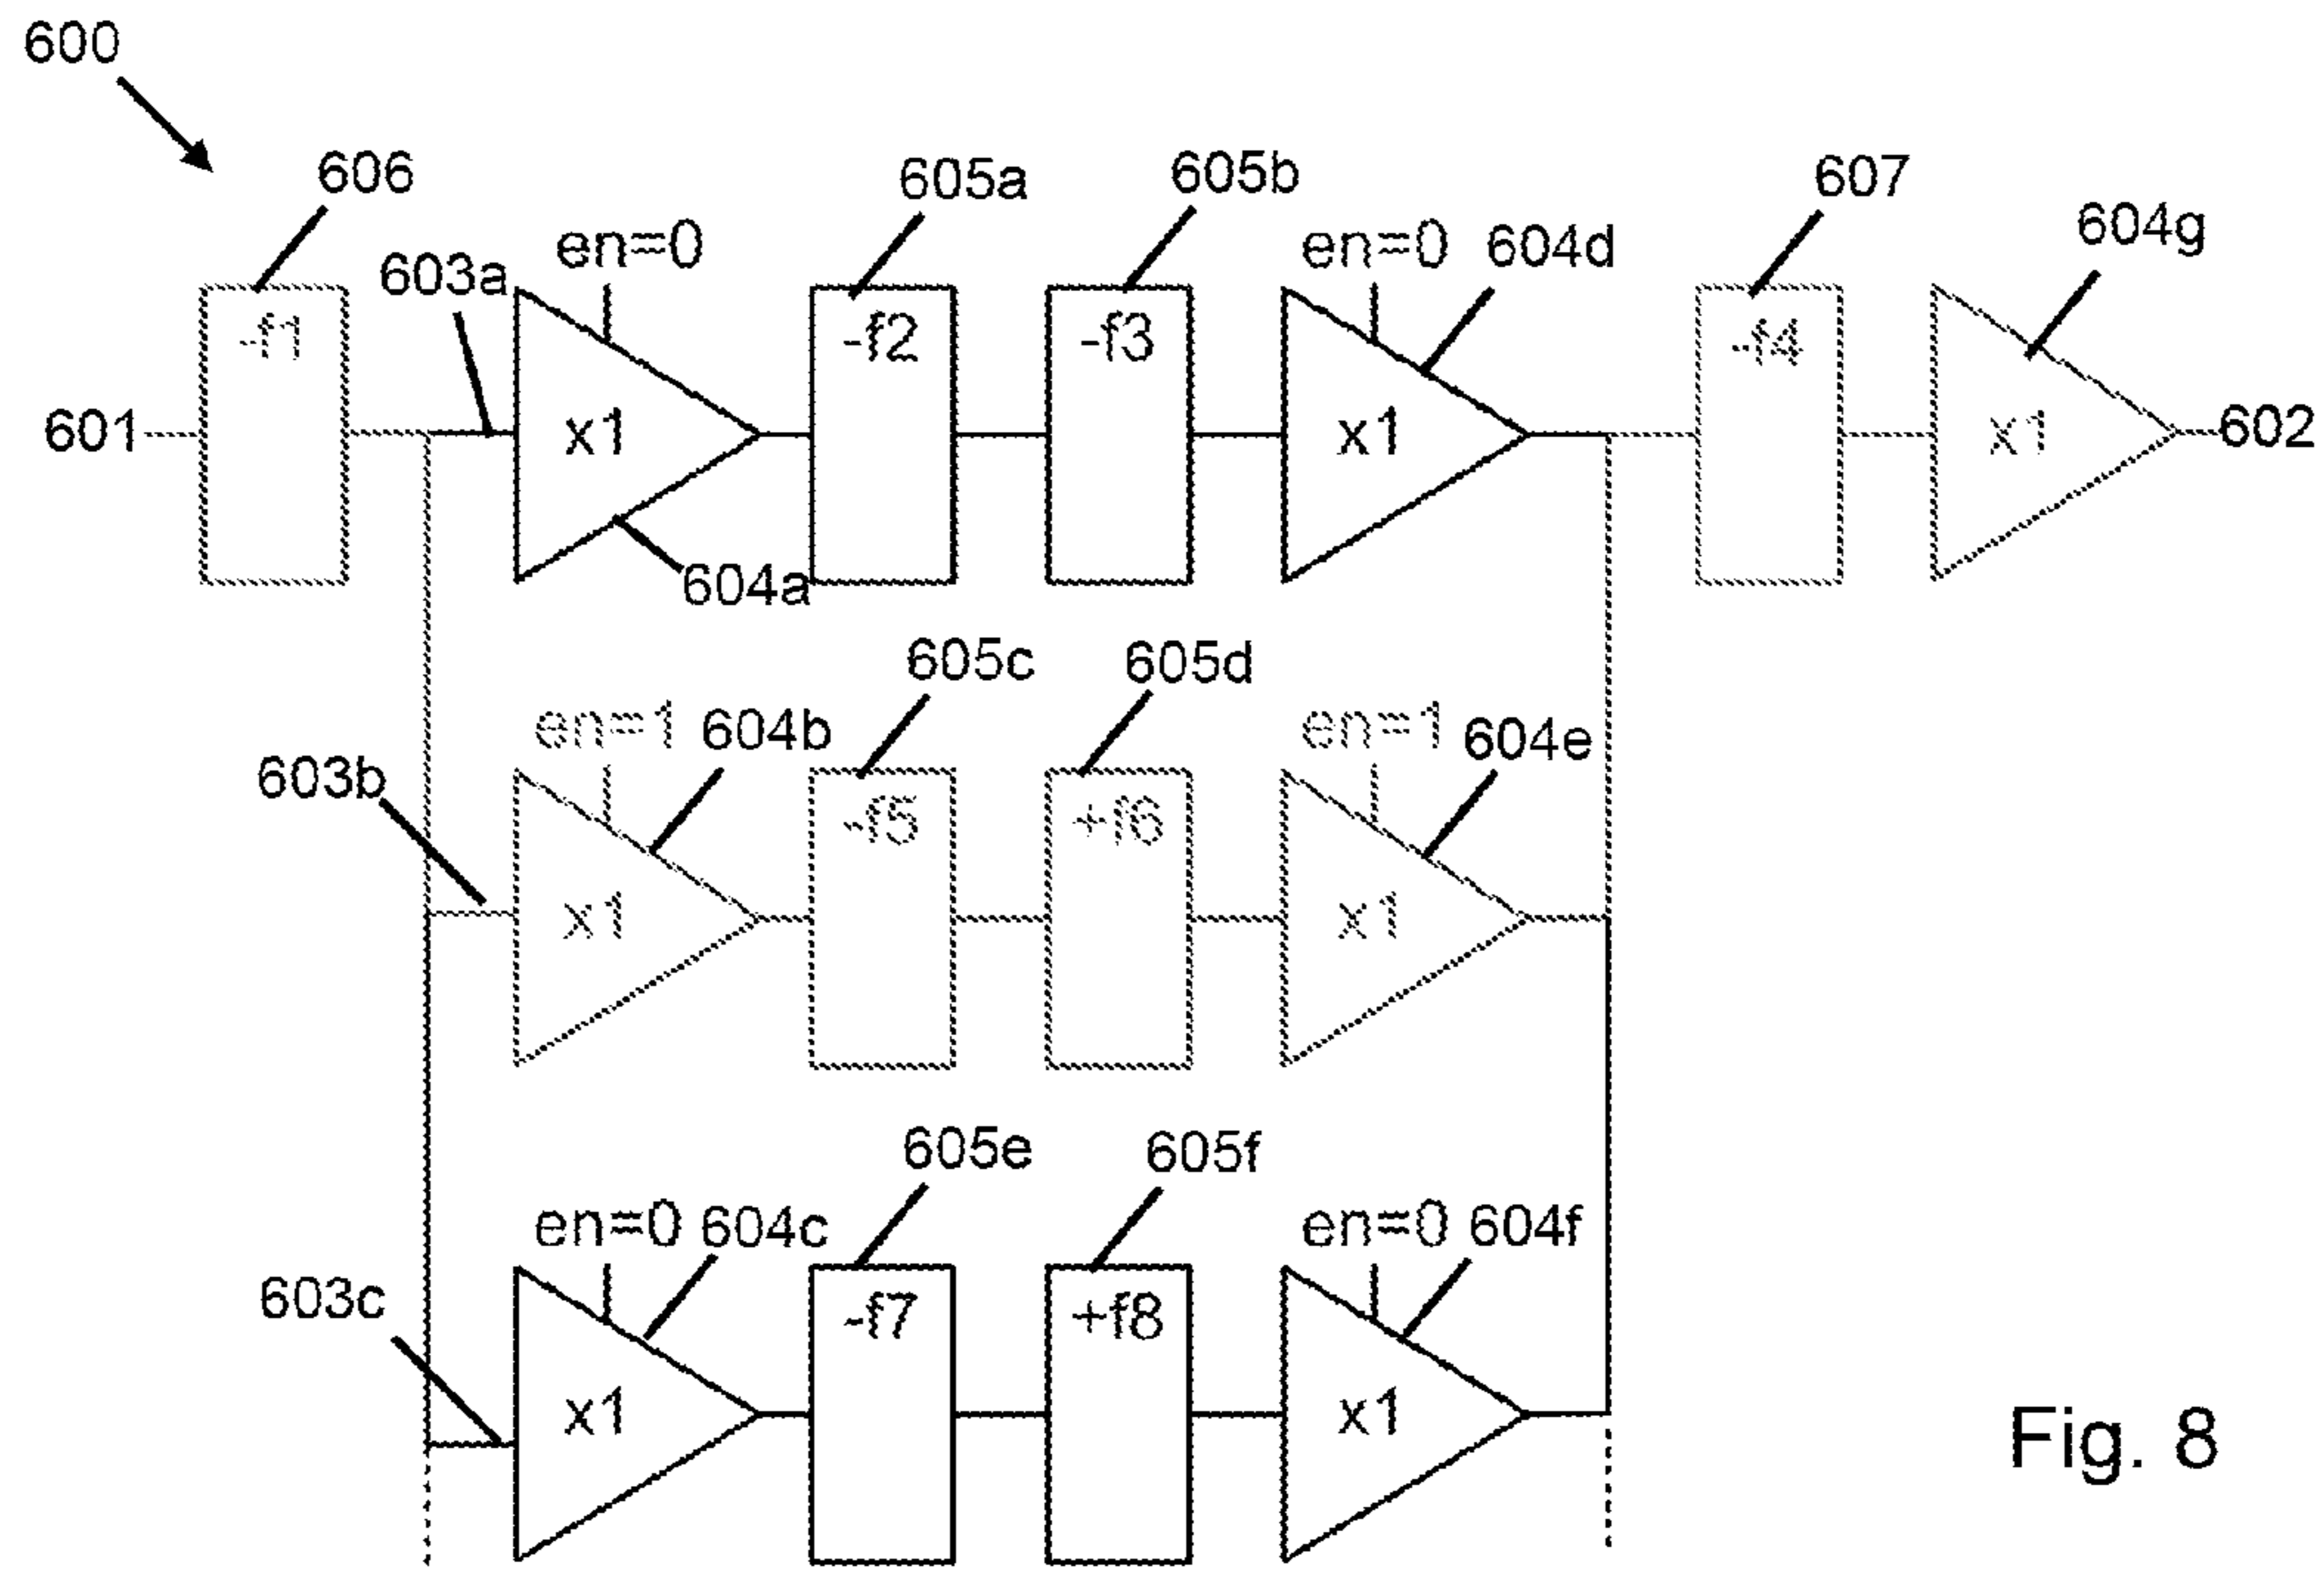 600
606
605a
605b
607
603a
en=0
en=0
604d
604g
-f1
-f2
-f3
-f4
601
x1
x1
x1
602
604a
605c
605d
603b
en=1
604b
en=1
604e
-f5
+f6
x1
x1
605e
605f
603c
en=0
604c
en=0
604f
-f7
+f8
x1
x1
Fig. 8